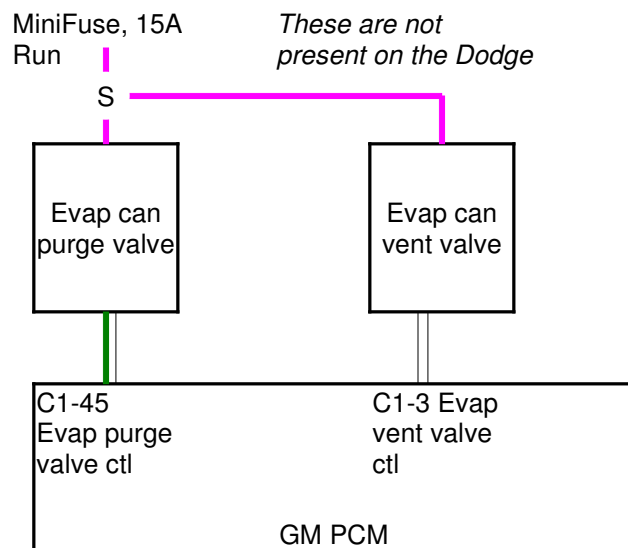 MiniFuse, 15A
Run
These are not
present on the Dodge
S
Evap can
purge valve
Evap can
vent valve
C1-45
Evap purge
valve ctl
C1-3 Evap
vent valve
ctl
GM PCM